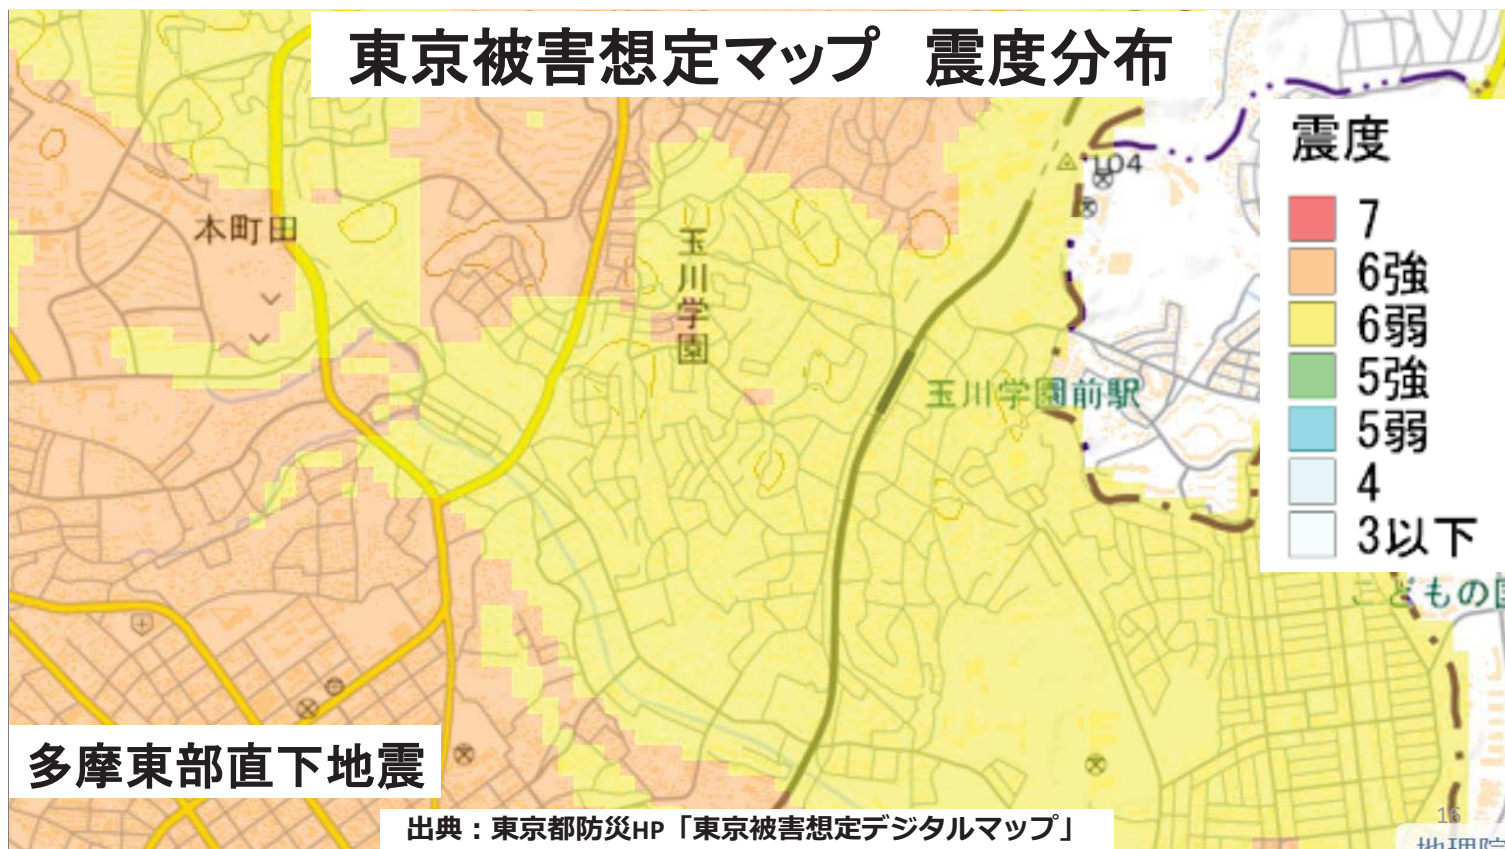 東京被害想定マップ　震度分布
104
震度
7
6強
6弱
5強
5弱
4
3以下
本町田
玉川学園
玉川学園前駅
こどもの国
多摩東部直下地震
出典：東京都防災HP「東京被害想定デジタルマップ」
16
地理院